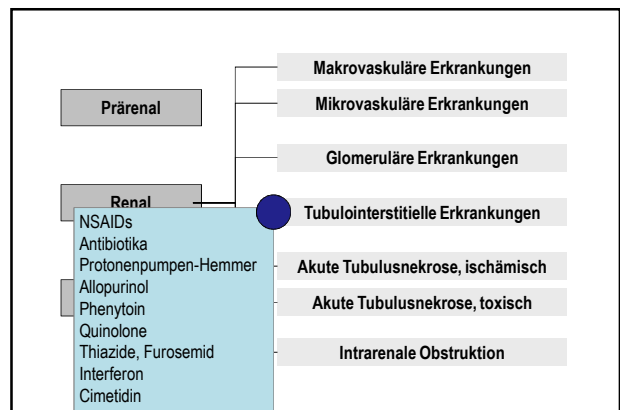 Makrovaskuläre Erkrankungen
Prärenal
Mikrovaskuläre Erkrankungen
Glomeruläre Erkrankungen
Renal
Tubulointerstitielle Erkrankungen
NSAIDs
Antibiotika
Protonenpumpen-Hemmer
Allopurinol
Phenytoin
Quinolone
Thiazide, Furosemid
Interferon
Cimetidin
Akute Tubulusnekrose, ischämisch
Akute Tubulusnekrose, toxisch
Intrarenale Obstruktion